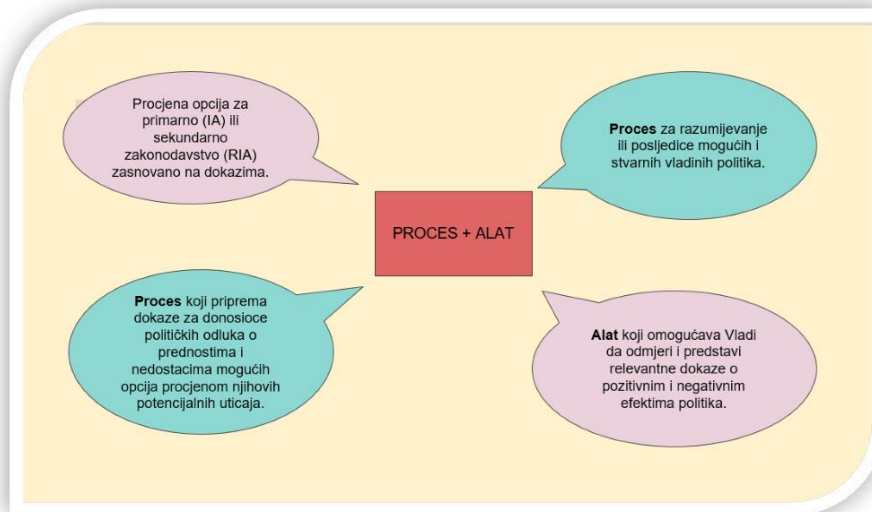 Procjena opcija za
primarno (IA) ili
sekundarno
zakonodavstvo (RIA)
zasnovano na dokazima.
Proces za razumijevanje
ili posljedice mogućih i
stvarnih vladinih politika.
PROCES + ALAT
Proces koji priprema
dokaze za donosioce
političkih odluka o
prednostima i
nedostacima mogućih
opcija procjenom njihovih
potencijalnih uticaja.
Alat koji omogućava Vladi
da odmjeri i predstavi
relevantne dokaze o
pozitivnim i negativnim
efektima politika.